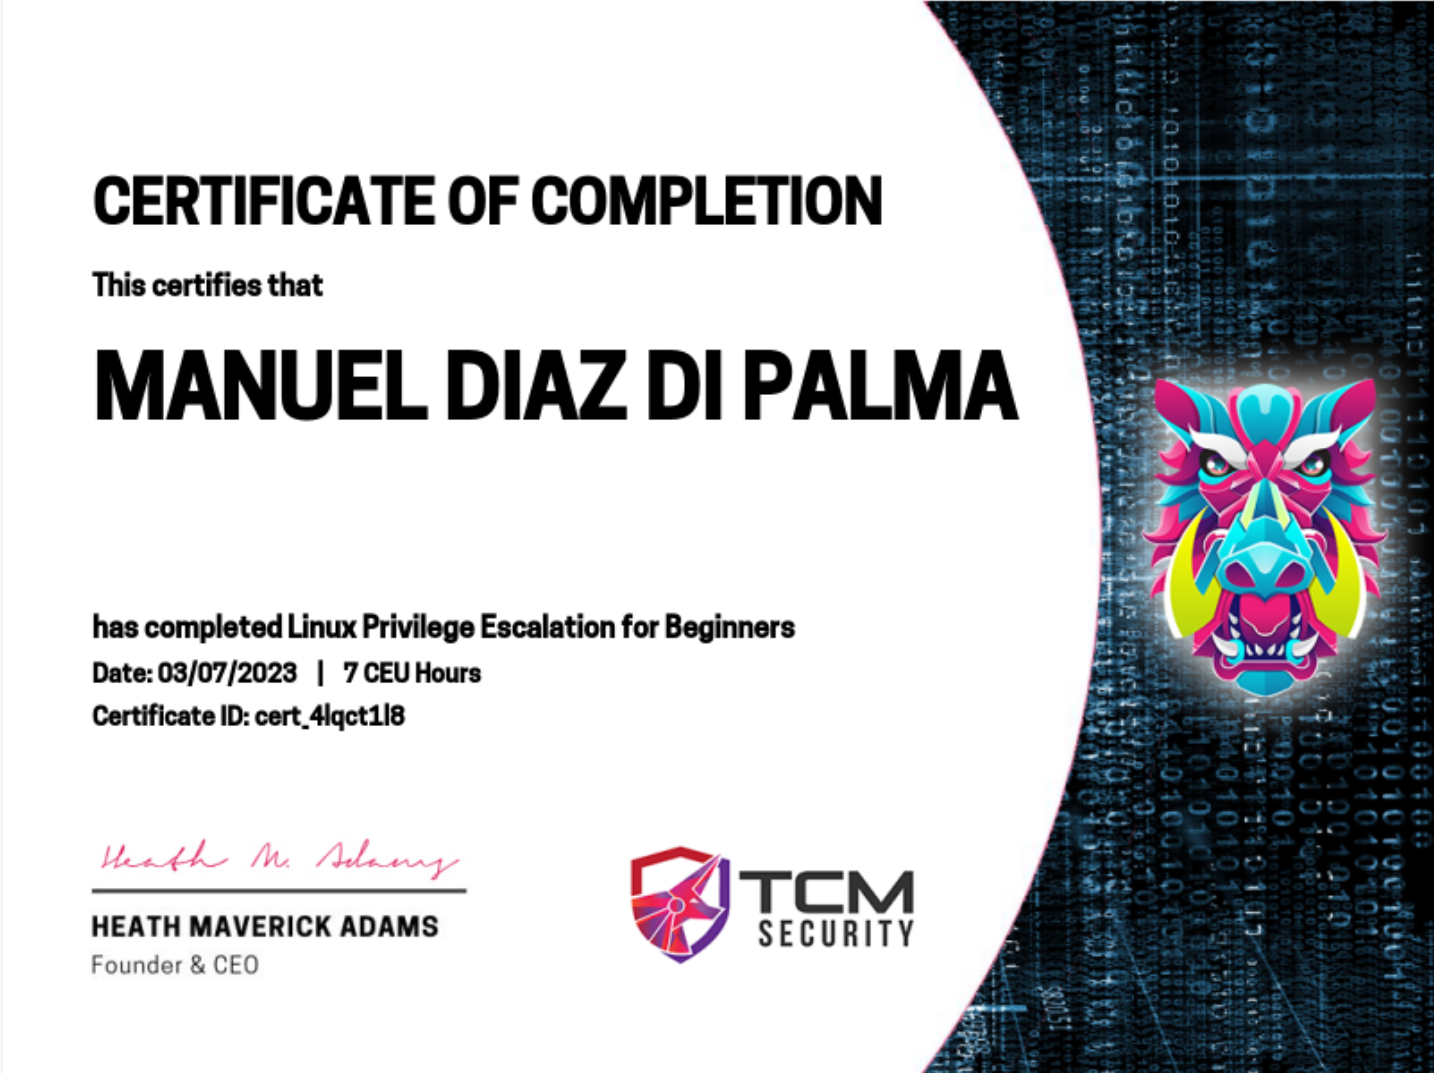 CERTIFICATE OF COMPLETION
This certifies that
MANUEL DIAZ DI PALMA
has completed Linux Privilege Escalation for Beginners
Date: 03/07/2023 | 7 CEU Hours
Certificate ID: cert_4lqct1l8
Heath M. Adams
HEATH MAVERICK ADAMS
Founder & CEO
TCM
SECURITY